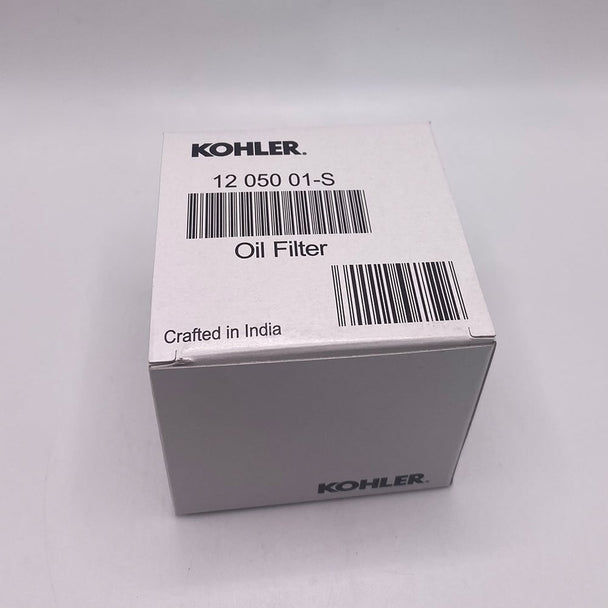 KOHLER.
12 050 01-S
Oil Filter
Crafted in India
KOHLER.